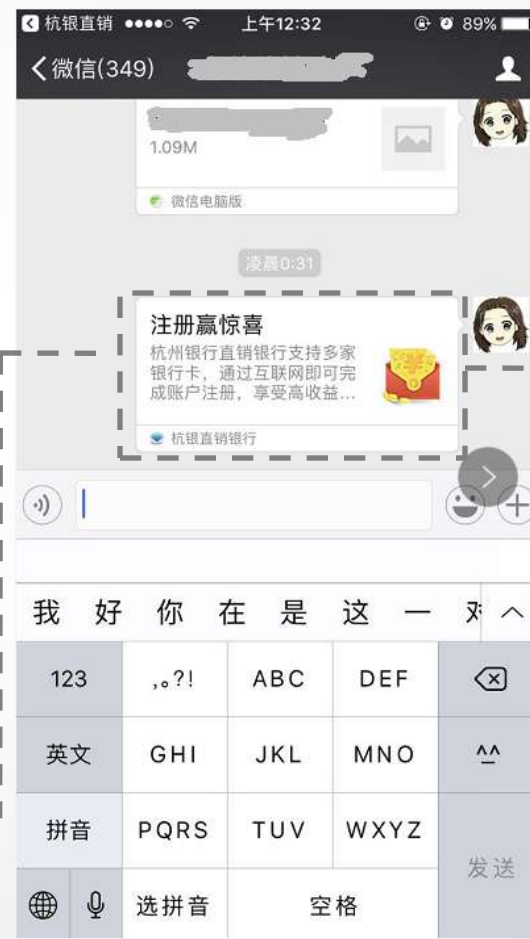 杭银直销 上午12:32 89%
微信(349)
1.09M
微信电脑版
凌晨0:31
注册赢惊喜
杭州银行直销银行支持多家
银行卡，通过互联网即可完
成账户注册，享受高收益...
杭银直销银行
我 好 你 在 是 这 一
123 ,。?! ABC DEF
英文 GHI JKL MNO ^^
拼音 PQRS TUV WXYZ
发送
选拼音 空格